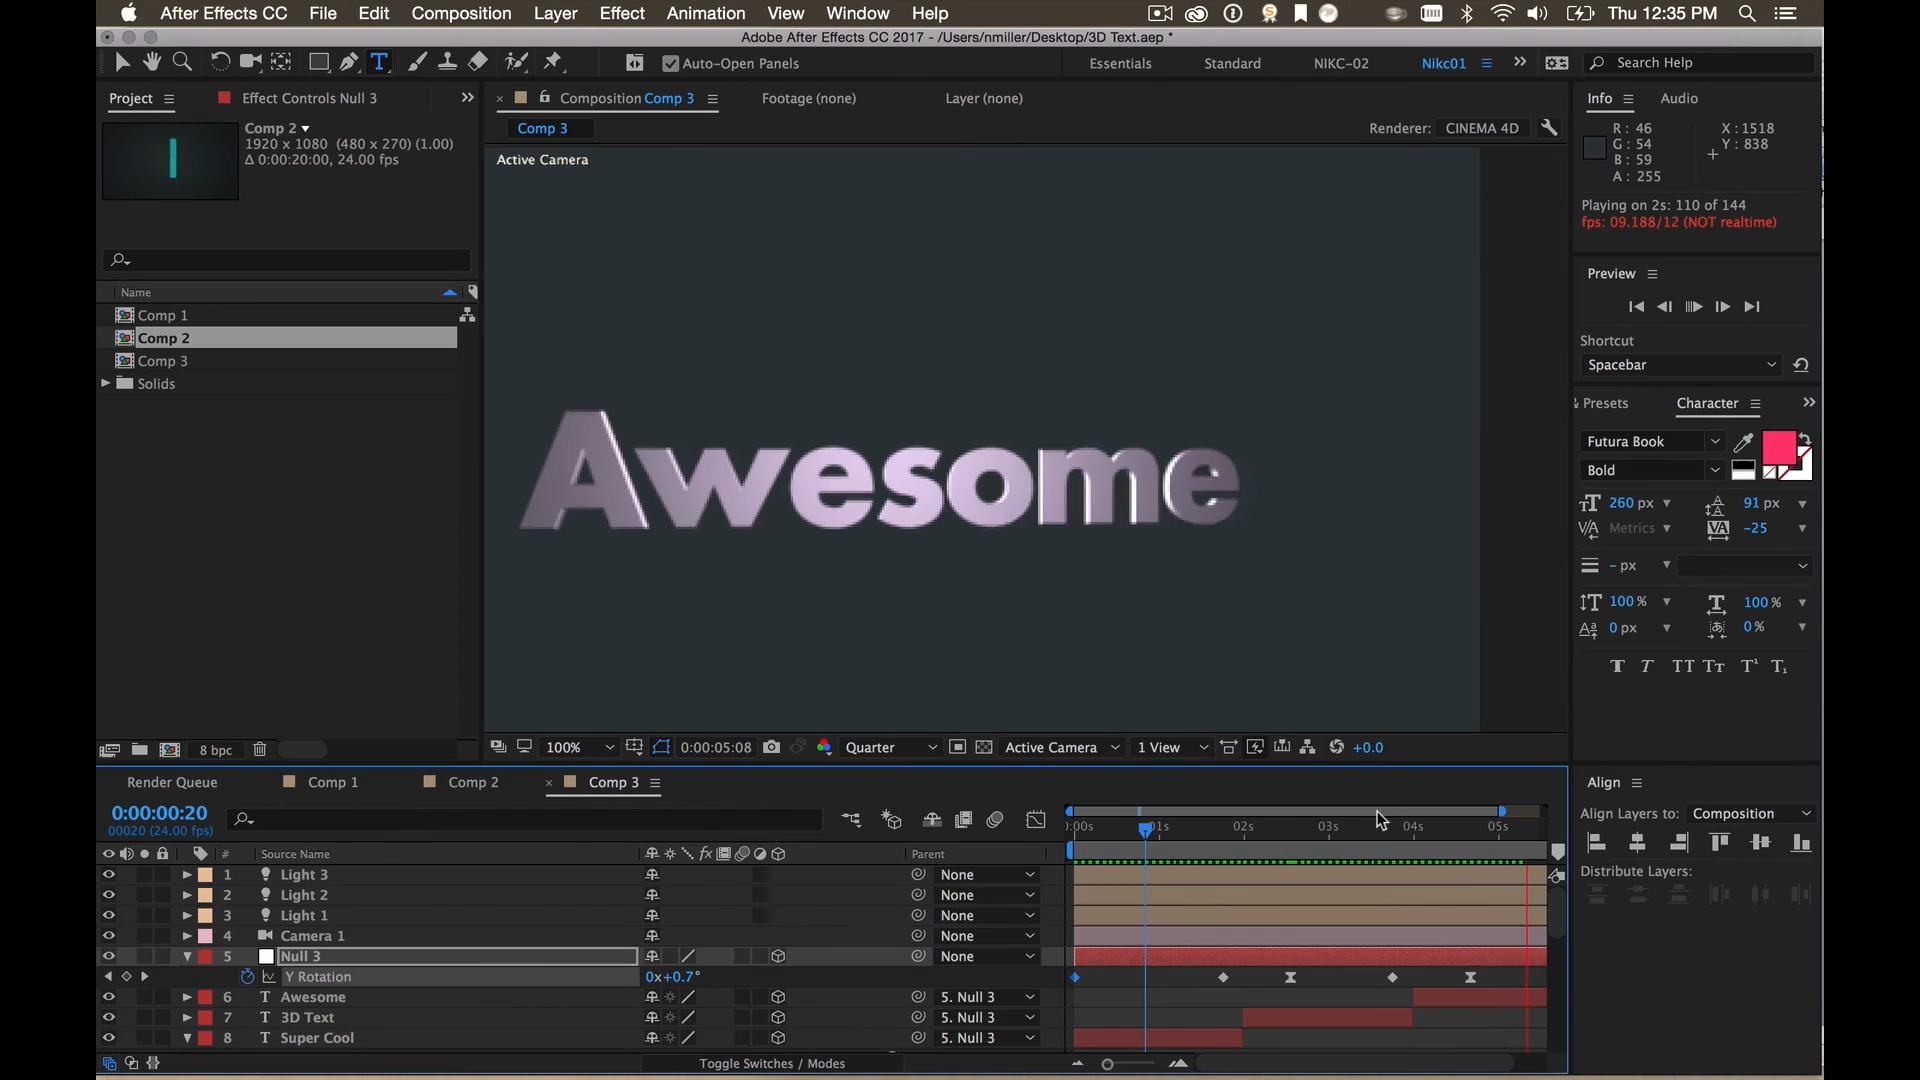 After Effects CC File Edit Composition Layer Effect Animation View Window Help Thu 12:35 PM
Adobe After Effects CC 2017 - /Users/nmiller/Desktop/3D Text.aep *
Auto-Open Panels Essentials Standard NIKC-02 Nikc01 Search Help
Project Effect Controls Null 3 Composition Comp 3 Footage (none) Layer (none) Info Audio
Comp 2
1920 x 1080 (480 x 270) (1.00)
Δ 0:00:20:00, 24.00 fps
Comp 3 Renderer: CINEMA 4D
Active Camera
R: 46
G: 54
B: 59
A: 255
X: 1518
Y: 838
Playing on 2s: 110 of 144
fps: 09.188/12 (NOT realtime)
Preview
Shortcut
Spacebar
Name
Comp 1
Comp 2
Comp 3
Solids
Awesome
& Presets Character
Futura Book
Bold
260 px 91 px
Metrics -25
- px
100 % 100 %
0 px 0 %
T T TT Tт T¹ T₁
8 bpc
100% 0:00:05:08 Quarter Active Camera 1 View +0.0
Render Queue Comp 1 Comp 2 Comp 3
0:00:00:20
00020 (24.00 fps)
:00s 01s 02s 03s 04s 05s
# Source Name fx Parent
1 Light 3 None
2 Light 2 None
3 Light 1 None
4 Camera 1 None
5 Null 3 None
Y Rotation 0x+0.7°
6 T Awesome 5. Null 3
7 T 3D Text 5. Null 3
8 T Super Cool 5. Null 3
Toggle Switches / Modes
Align
Align Layers to: Composition
Distribute Layers: